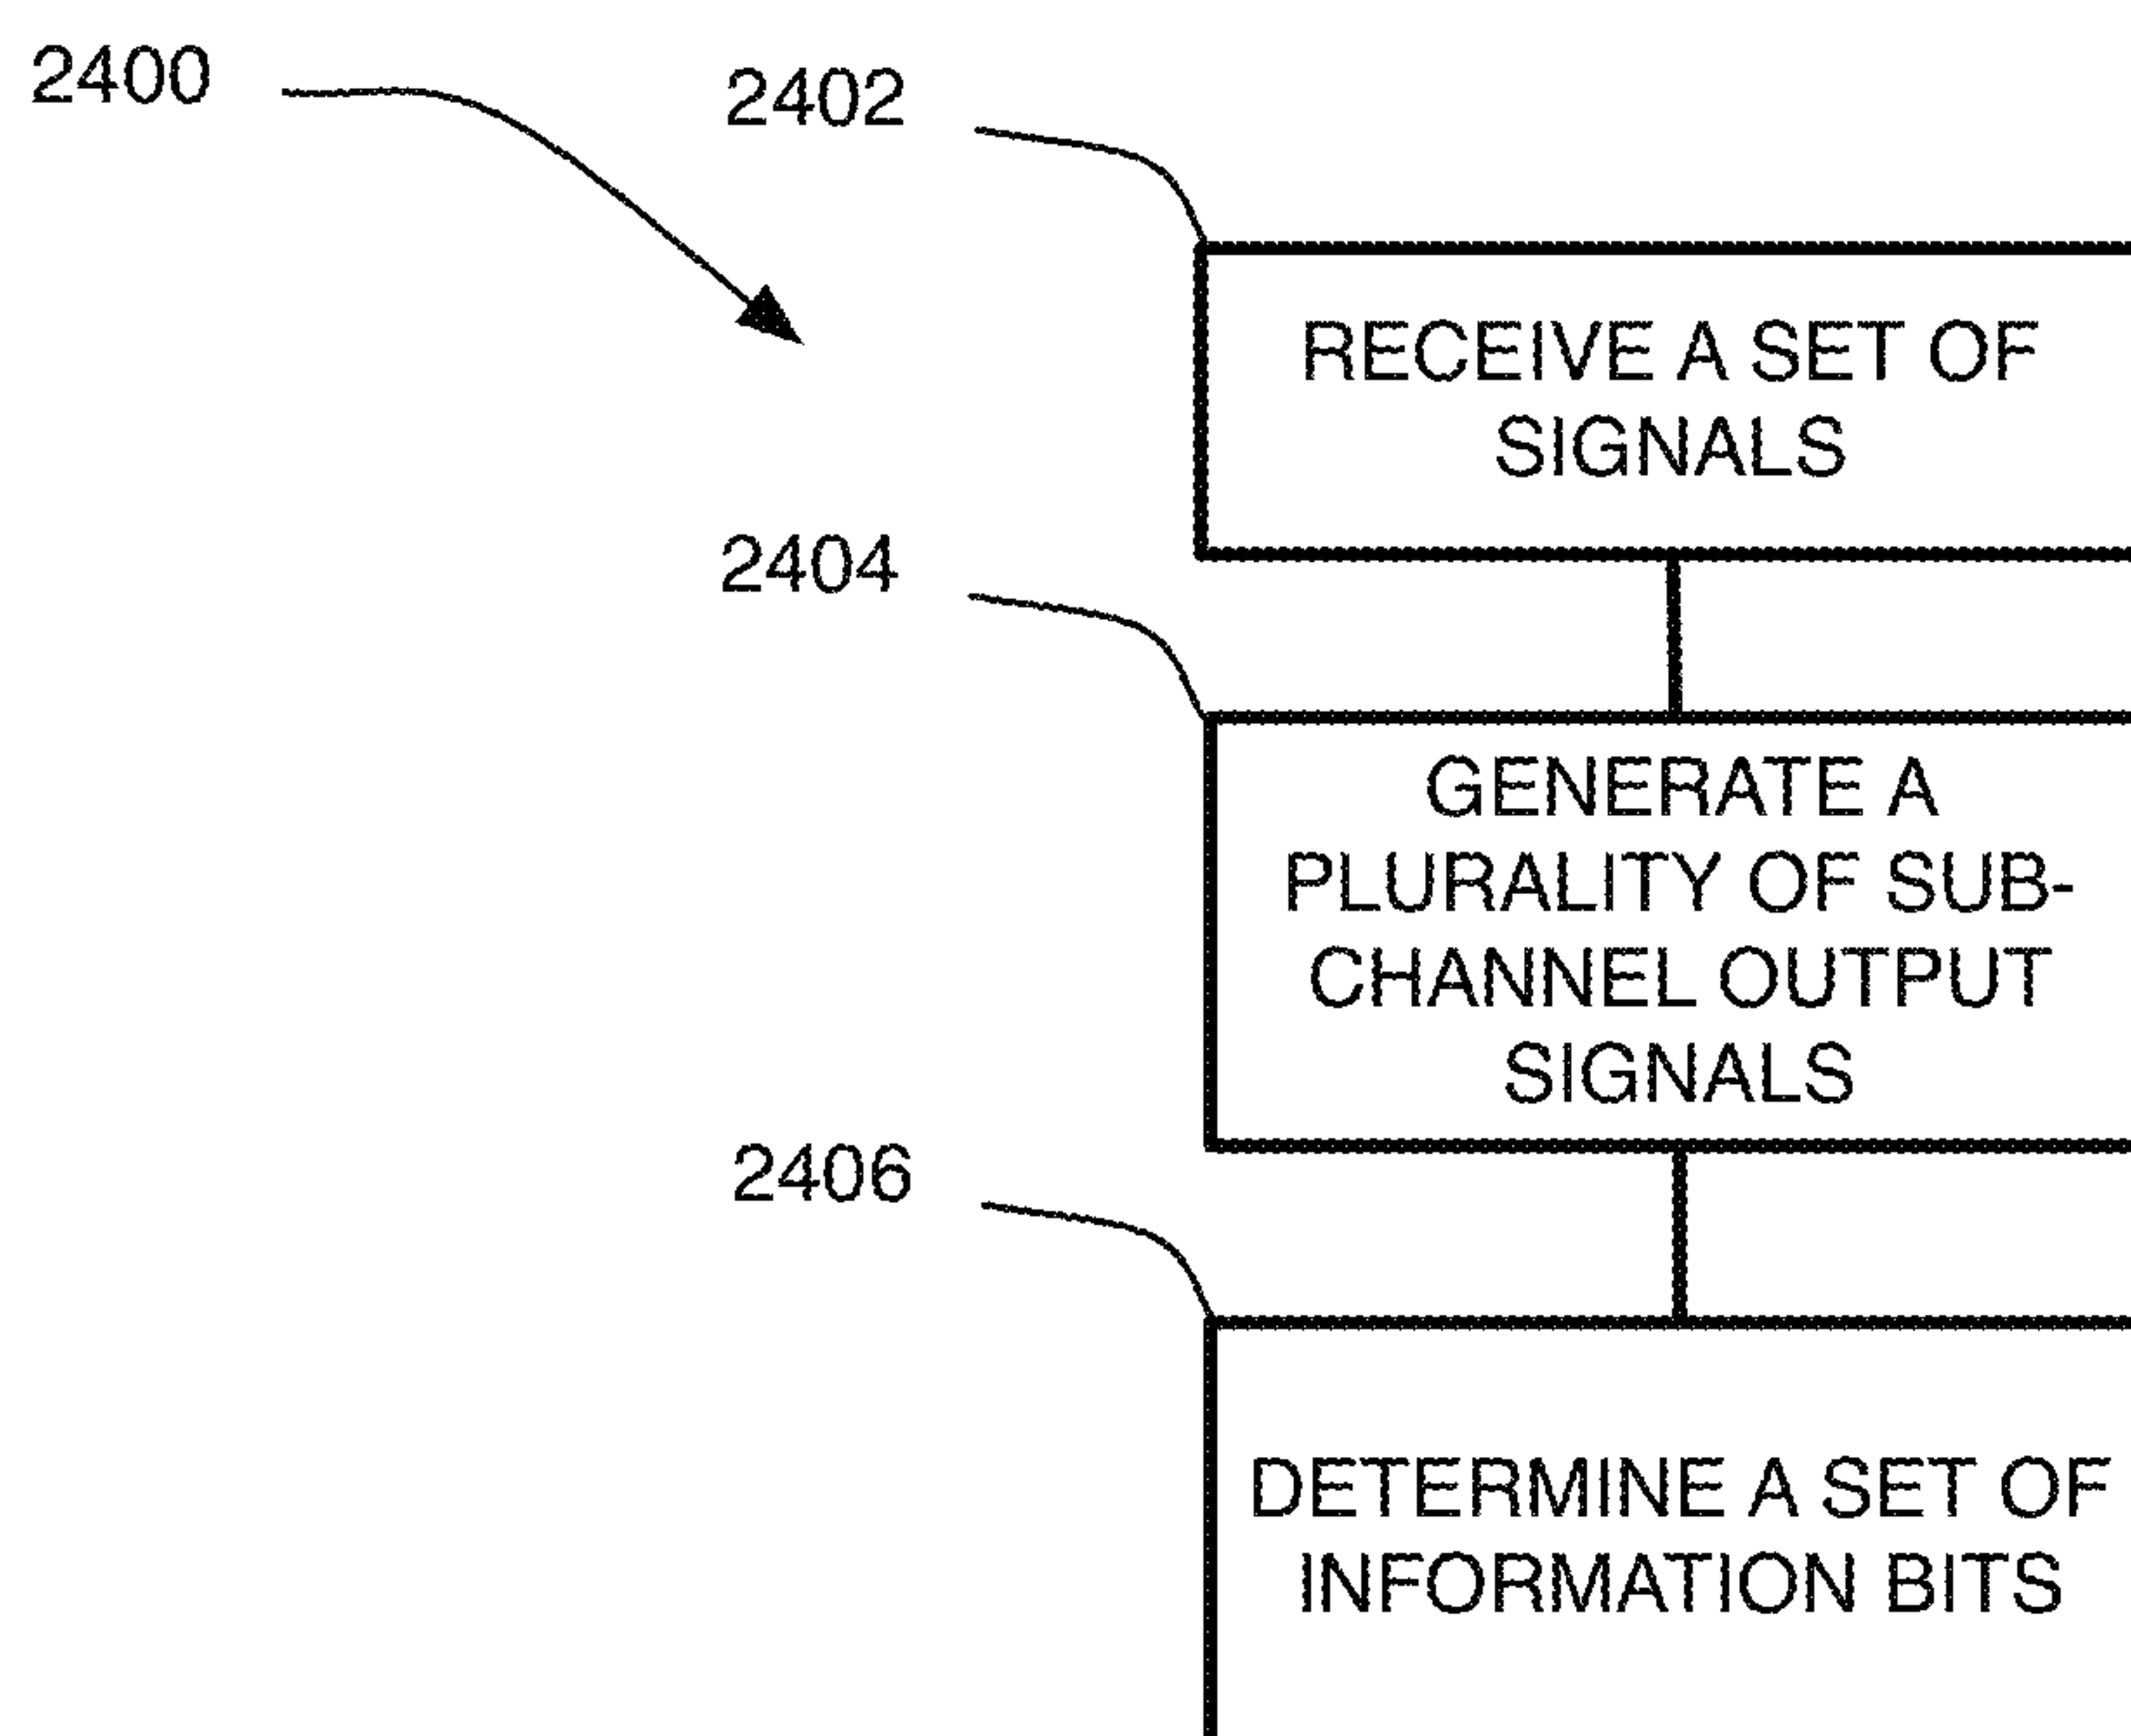 2400
2402
RECEIVE A SET OF
SIGNALS
2404
GENERATE A
PLURALITY OF SUB-
CHANNEL OUTPUT
SIGNALS
2406
DETERMINE A SET OF
INFORMATION BITS